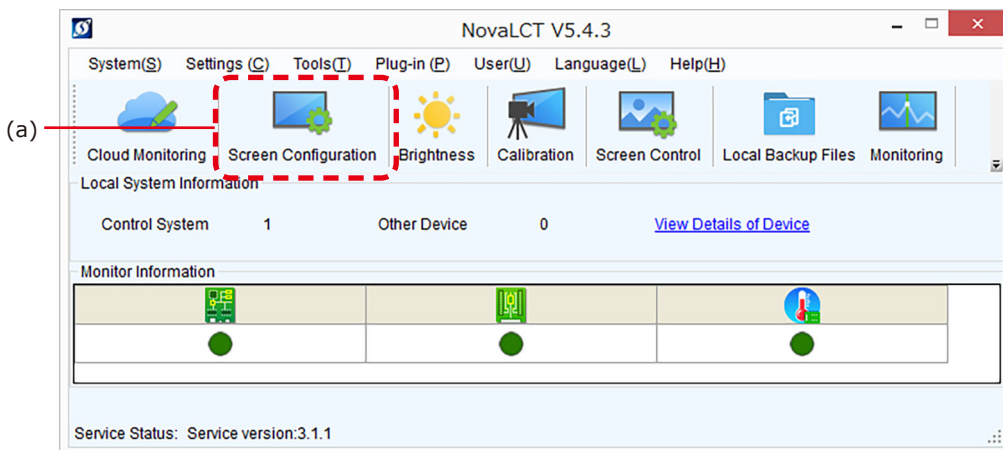 NovaLCT V5.4.3
System(S) Settings (C) Tools(T) Plug-in (P) User(U) Language(L) Help(H)
(a)
Cloud Monitoring Screen Configuration Brightness Calibration Screen Control Local Backup Files Monitoring
Local System Information
Control System 1 Other Device 0 View Details of Device
Monitor Information
Service Status: Service version:3.1.1